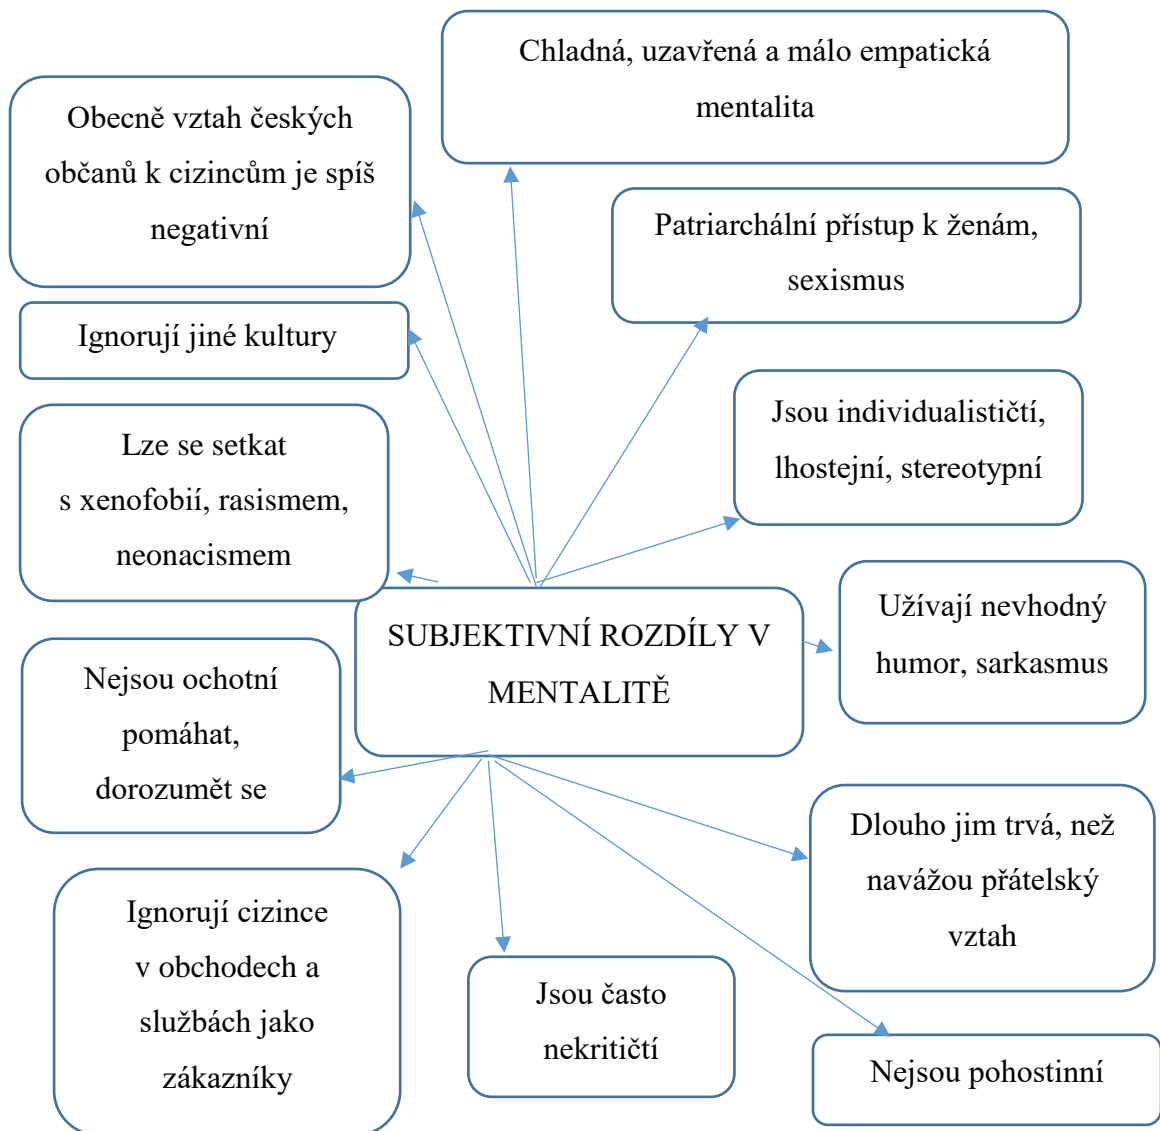 Chladná, uzavřená a málo empatická
mentalita
Obecně vztah českých
občanů k cizincům je spíš
negativní
Patriarchální přístup k ženám,
sexismus
Ignorují jiné kultury
Jsou individualističtí,
lhostejní, stereotypní
Lze se setkat
s xenofobií, rasismem,
neonacismem
Užívají nevhodný
humor, sarkasmus
SUBJEKTIVNÍ ROZDÍLY V
MENTALITĚ
Nejsou ochotní
pomáhat,
dorozumět se
Dlouho jim trvá, než
navážou přátelský
vztah
Ignorují cizince
v obchodech a
službách jako
zákazníky
Jsou často
nekritičtí
Nejsou pohostinní